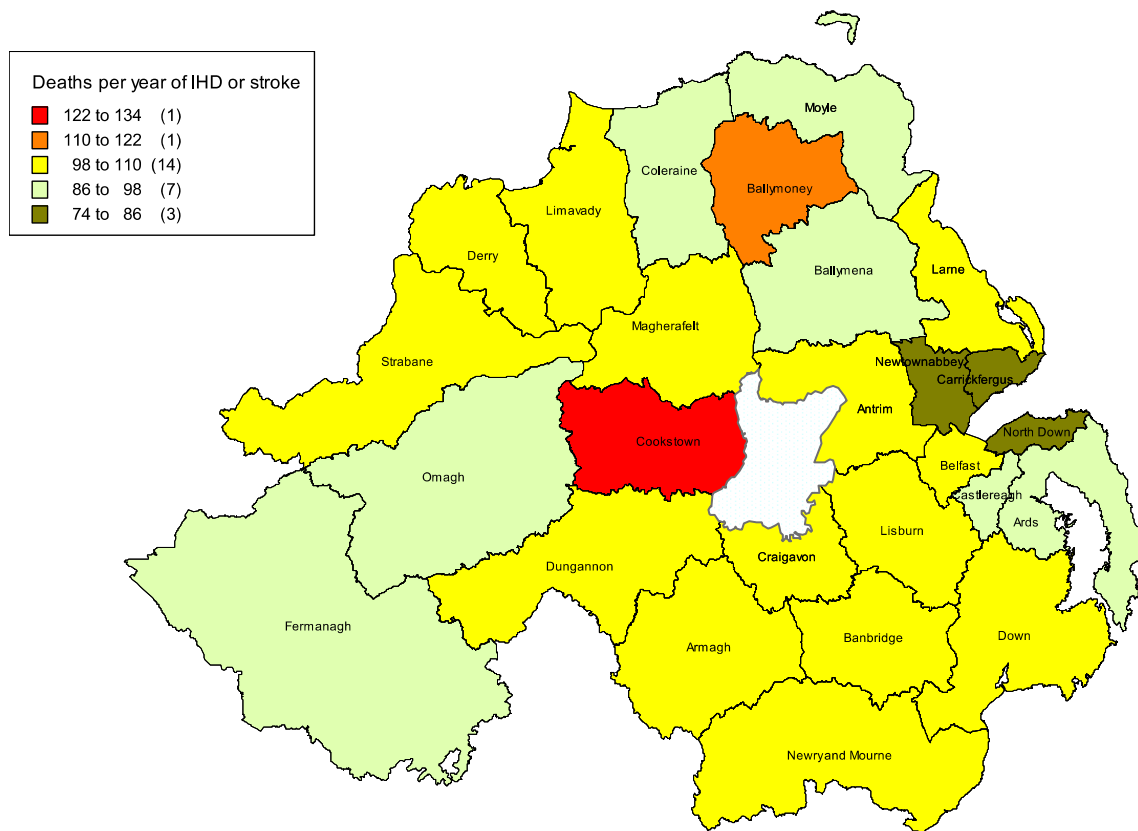 Deaths per year of IHD or stroke
122 to 134 (1)
110 to 122 (1)
98 to 110 (14)
86 to 98 (7)
74 to 86 (3)
Moyle
Coleraine
Ballymoney
Limavady
Derry
Ballymena
Larne
Magherafelt
Strabane
Newtownabbey
Carrickfergus
Antrim
North Down
Cookstown
Belfast
Omagh
Castlereagh
Ards
Lisburn
Craigavon
Dungannon
Fermanagh
Armagh
Banbridge
Down
Newryand Mourne